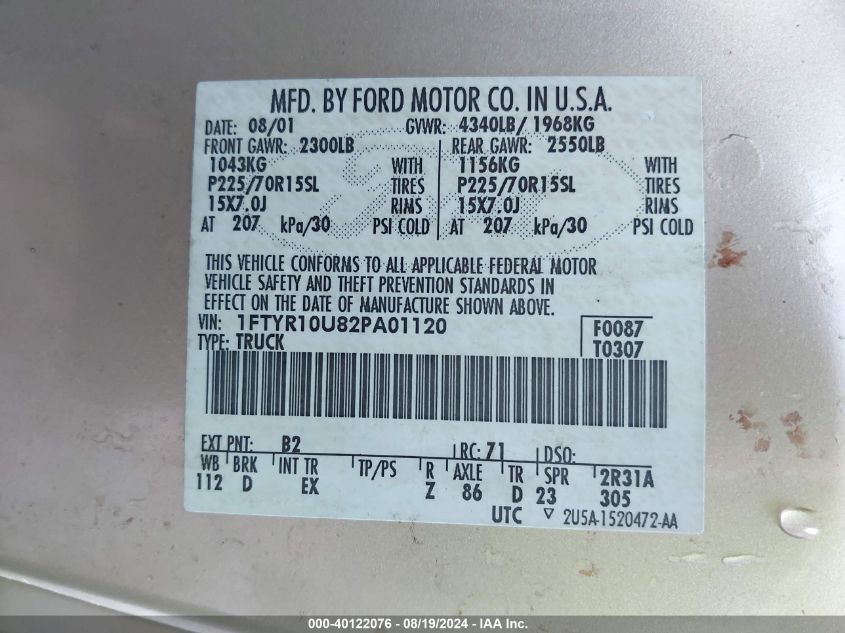 MFD. BY FORD MOTOR CO. IN U.S.A.
DATE: 08/01 GVWR: 4340LB/ 1968KG
FRONT GAWR: 2300LB REAR GAWR: 2550LB
1043KG WITH 1156KG WITH
P225/70R15SL TIRES P225/70R15SL TIRES
15X7.0J RIMS 15X7.0J RIMS
AT 207 kPa/30 PSI COLD AT 207 kPa/30 PSI COLD
THIS VEHICLE CONFORMS TO ALL APPLICABLE FEDERAL MOTOR
VEHICLE SAFETY AND THEFT PREVENTION STANDARDS IN
EFFECT ON THE DATE OF MANUFACTURE SHOWN ABOVE.
VIN: 1FTYR10U82PA01120 F0087
TYPE: TRUCK T0307
EXT PNT: B2 RC: 71 DSO:
WB BRK INT TR TP/PS R AXLE TR SPR 2R31A
112 D EX Z 86 D 23 305
UTC ▽ 2U5A-1520472-AA
000-40122076 - 08/19/2024 - IAA Inc.